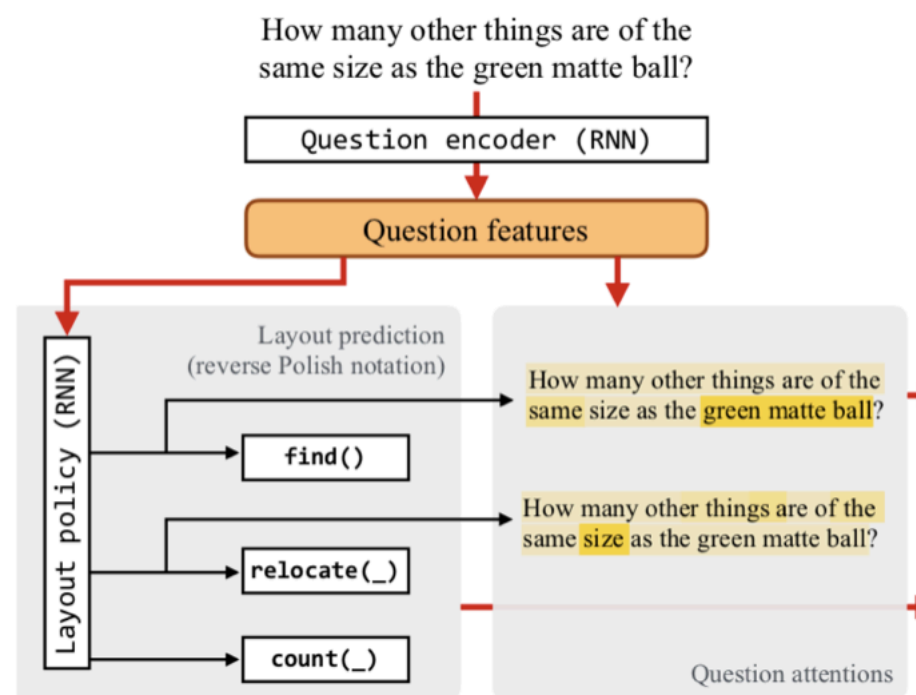 How many other things are of the
same size as the green matte ball?
Question encoder (RNN)
Question features
Layout policy (RNN)
Layout prediction
(reverse Polish notation)
find()
relocate(_)
count(_)
How many other things are of the
same size as the green matte ball?
How many other things are of the
same size as the green matte ball?
Question attentions